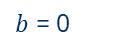 b = 0